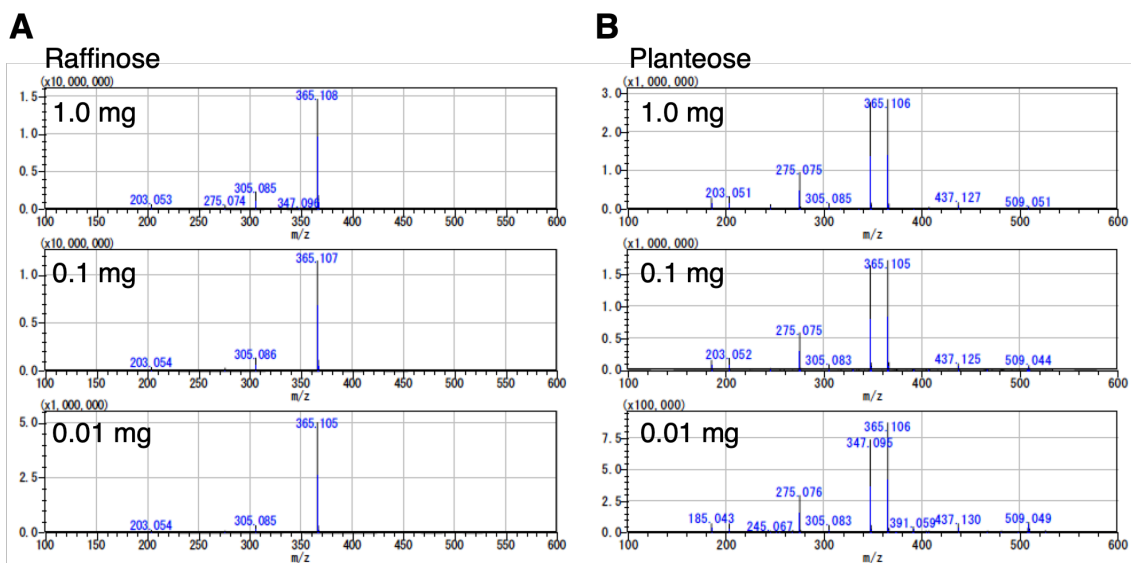 A
Raffinose
(x10,000,000)
1.5
1.0
0.5
0.0
1.0 mg
365.108
305.085
203.053
275.074
347.096
100 150 200 250 300 350 400 450 500 550 600
m/z
(x10,000,000)
1.0
0.5
0.0
0.1 mg
365.107
305.086
203.054
100 150 200 250 300 350 400 450 500 550 600
m/z
(x1,000,000)
5.0
2.5
0.0
0.01 mg
365.105
305.085
203.054
100 150 200 250 300 350 400 450 500 550 600
m/z
B
Planteose
(x1,000,000)
3.0
2.0
1.0
0.0
1.0 mg
365.106
275.075
203.051
305.085
437.127
509.051
100 200 300 400 500 600
m/z
(x1,000,000)
1.5
1.0
0.5
0.0
0.1 mg
365.105
275.075
203.052
305.083
437.125
509.044
100 200 300 400 500 600
m/z
(x100,000)
7.5
5.0
2.5
0.0
0.01 mg
365.106
347.095
275.076
185.043
245.067
305.083
391.059
437.130
509.049
100 200 300 400 500 600
m/z